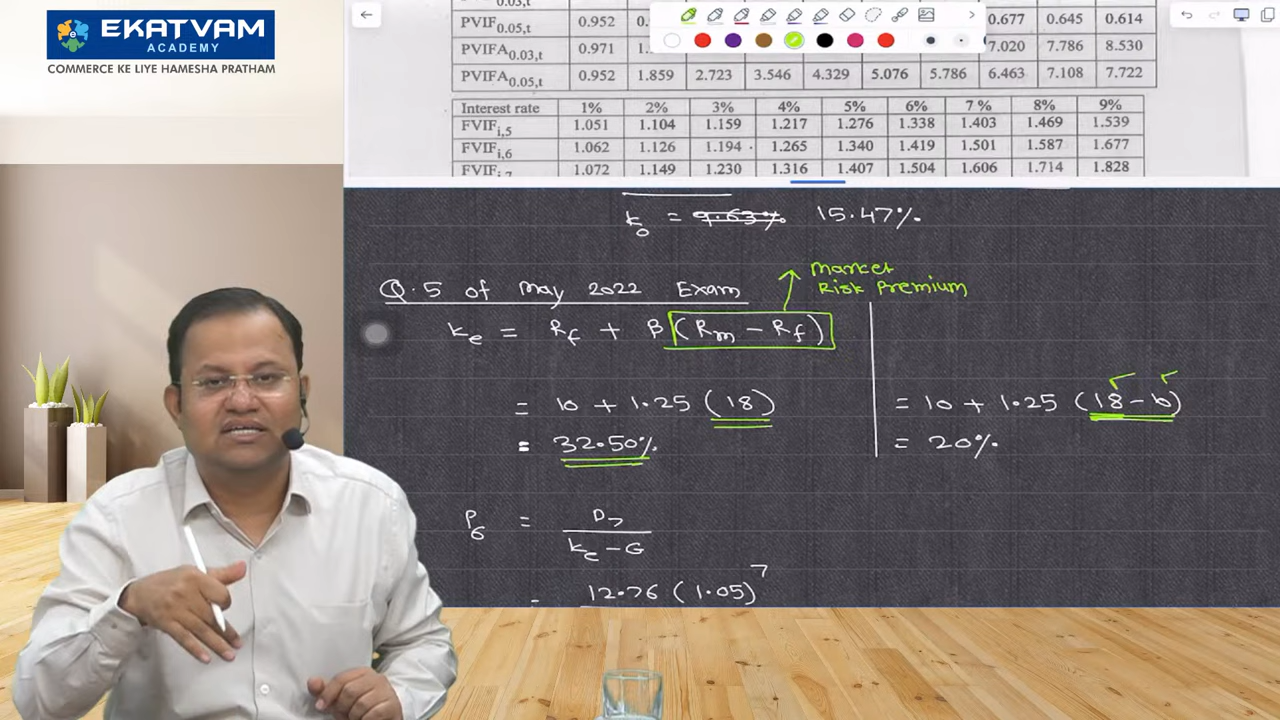 EKATVAM
ACADEMY
COMMERCE KE LIYE HAMESHA PRATHAM
PVIF0.05,t 0.952 0.677 0.645 0.614
PVIFA0.03,t 0.971 7.020 7.786 8.530
PVIFA0.05,t 0.952 1.859 2.723 3.546 4.329 5.076 5.786 6.463 7.108 7.722
Interest rate 1% 2% 3% 4% 5% 6% 7 % 8% 9%
FVIFi,5 1.051 1.104 1.159 1.217 1.276 1.338 1.403 1.469 1.539
FVIFi,6 1.062 1.126 1.194 1.265 1.340 1.419 1.501 1.587 1.677
FVIFi,7 1.072 1.149 1.230 1.316 1.407 1.504 1.606 1.714 1.828
ko = 9.63% 15.47%
Market
Risk Premium
Q.5 of May 2022 Exam
ke = Rf + B (Rm - Rf)
= 10 + 1.25 (18)
= 32.50%
= 10 + 1.25 (18-10)
= 20%
P6 = D7
ke - G
= 12.76 (1.05)^7